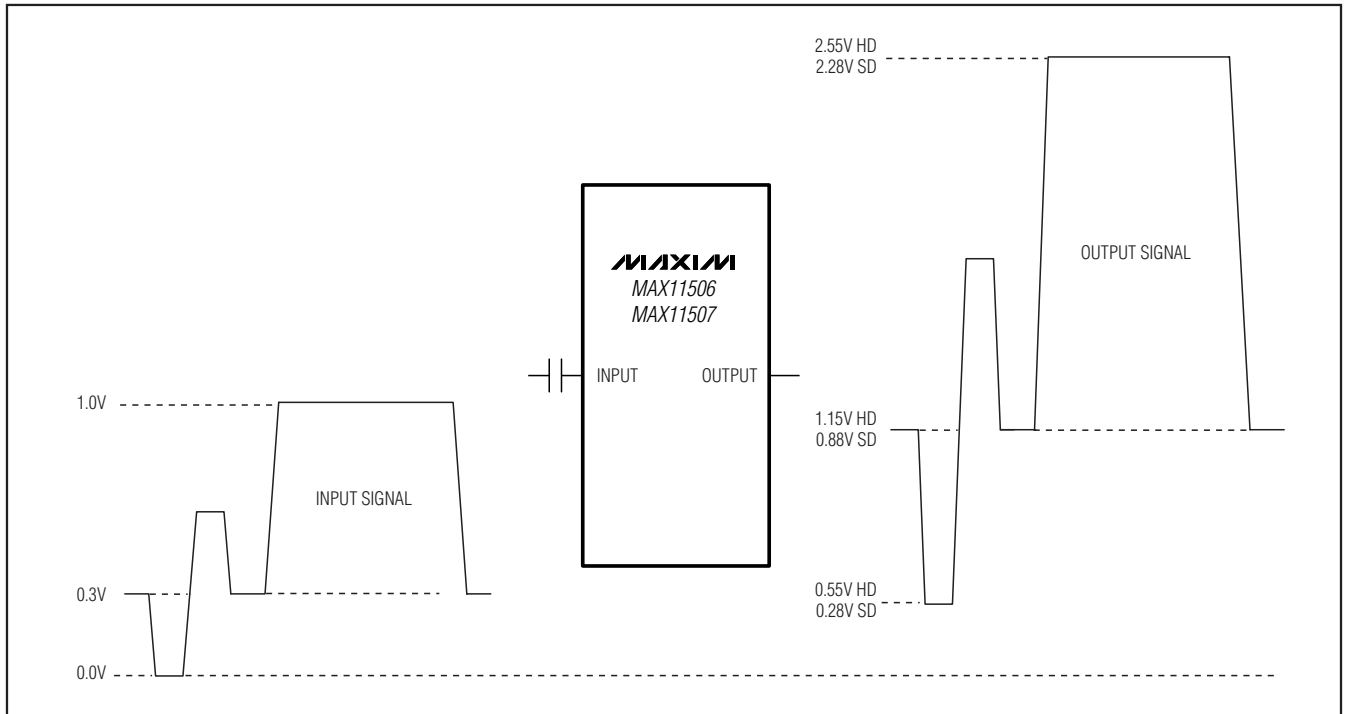 2.55V HD
2.28V SD
MAXIM
MAX11506
MAX11507
OUTPUT SIGNAL
INPUT
OUTPUT
1.0V
1.15V HD
0.88V SD
INPUT SIGNAL
0.3V
0.55V HD
0.28V SD
0.0V